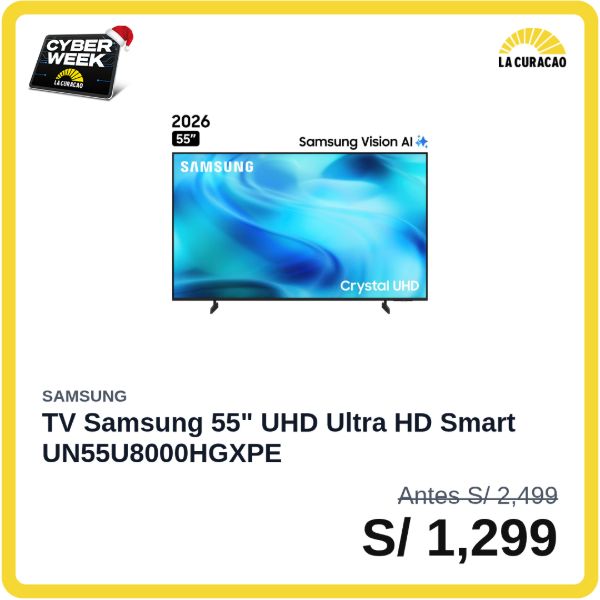 CYBER
WEEK
LA CURACAO
LA CURACAO
2026
55"
Samsung Vision AI
SAMSUNG
Crystal UHD
SAMSUNG
TV Samsung 55" UHD Ultra HD Smart
UN55U8000HGXPE
Antes S/ 2,499
S/ 1,299